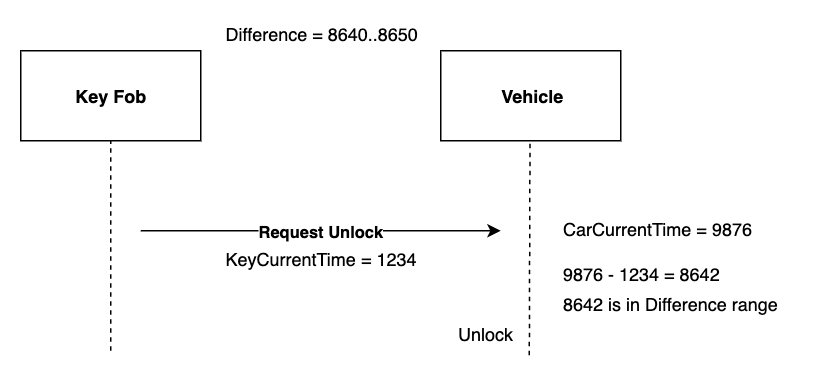 Difference = 8640..8650
Key Fob
Vehicle
Request Unlock
KeyCurrentTime = 1234
CarCurrentTime = 9876
9876 - 1234 = 8642
8642 is in Difference range
Unlock